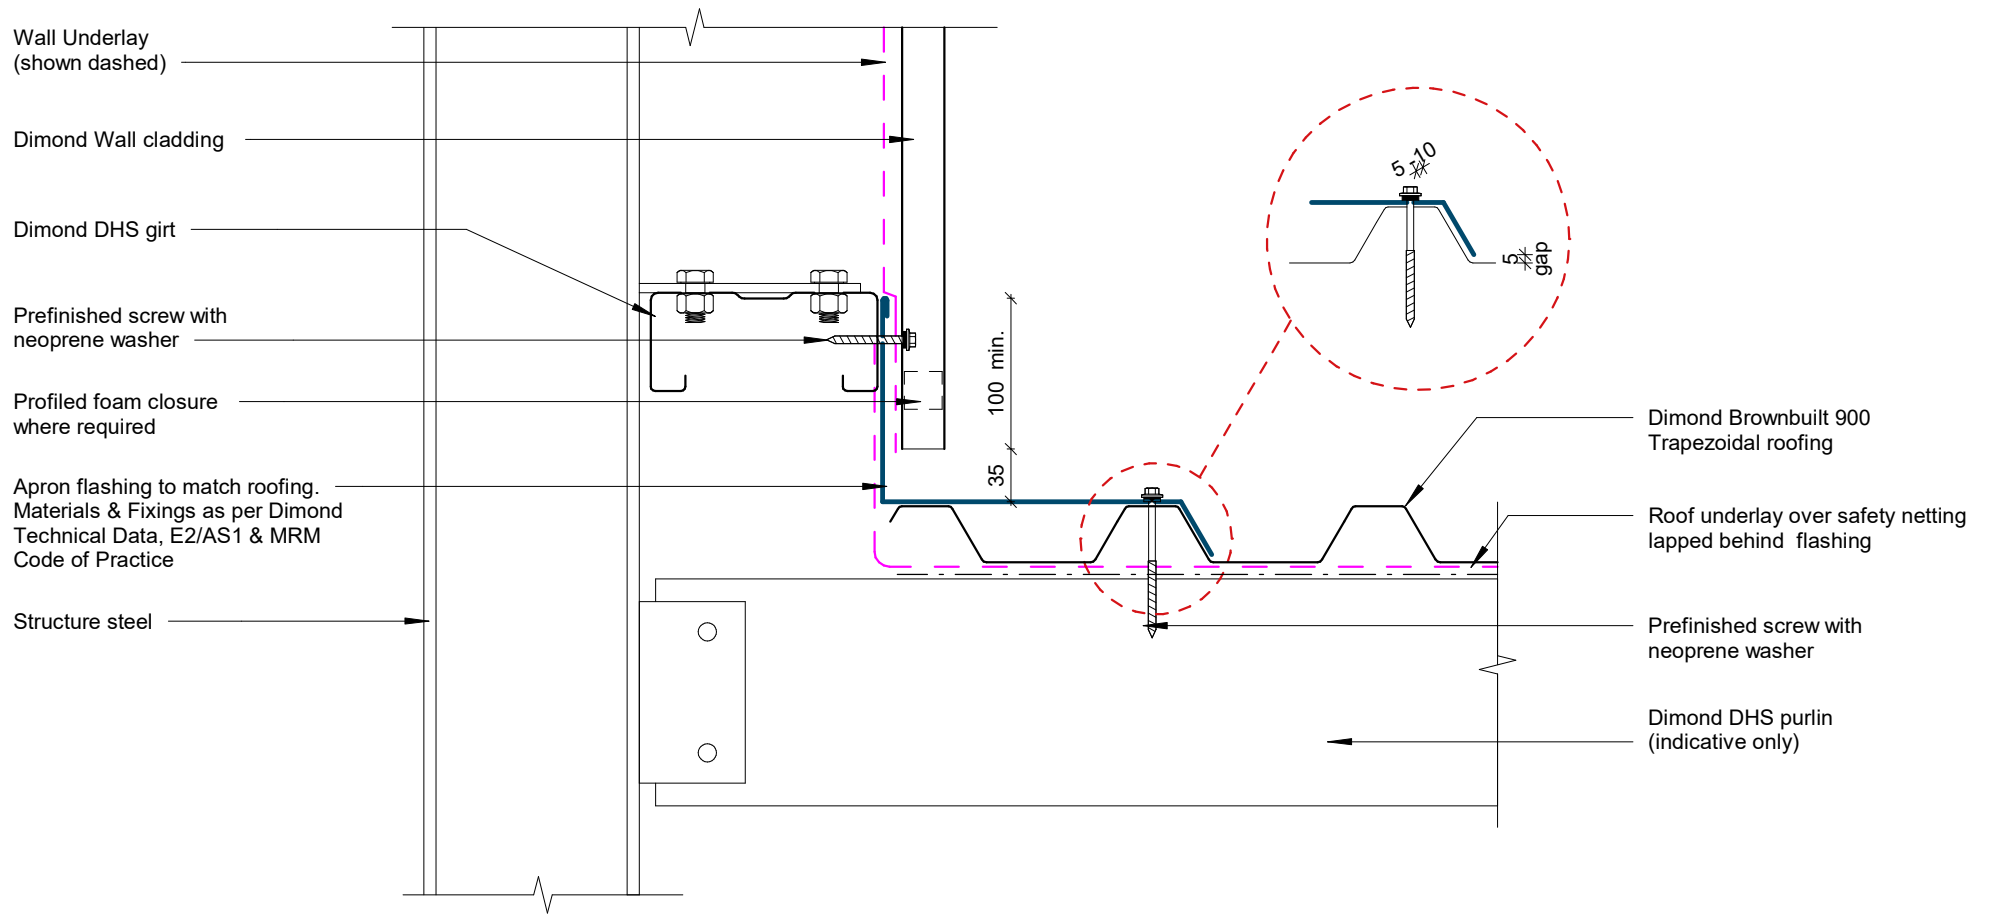 Wall Underlay
(shown dashed)
Dimond Wall cladding
Dimond DHS girt
Prefinished screw with
neoprene washer
Profiled foam closure
where required
Apron flashing to match roofing.
Materials & Fixings as per Dimond
Technical Data, E2/AS1 & MRM
Code of Practice
Structure steel
100 min.
35
5 -10
5
gap
Dimond Brownbuilt 900
Trapezoidal roofing
Roof underlay over safety netting
lapped behind flashing
Prefinished screw with
neoprene washer
Dimond DHS purlin
(indicative only)